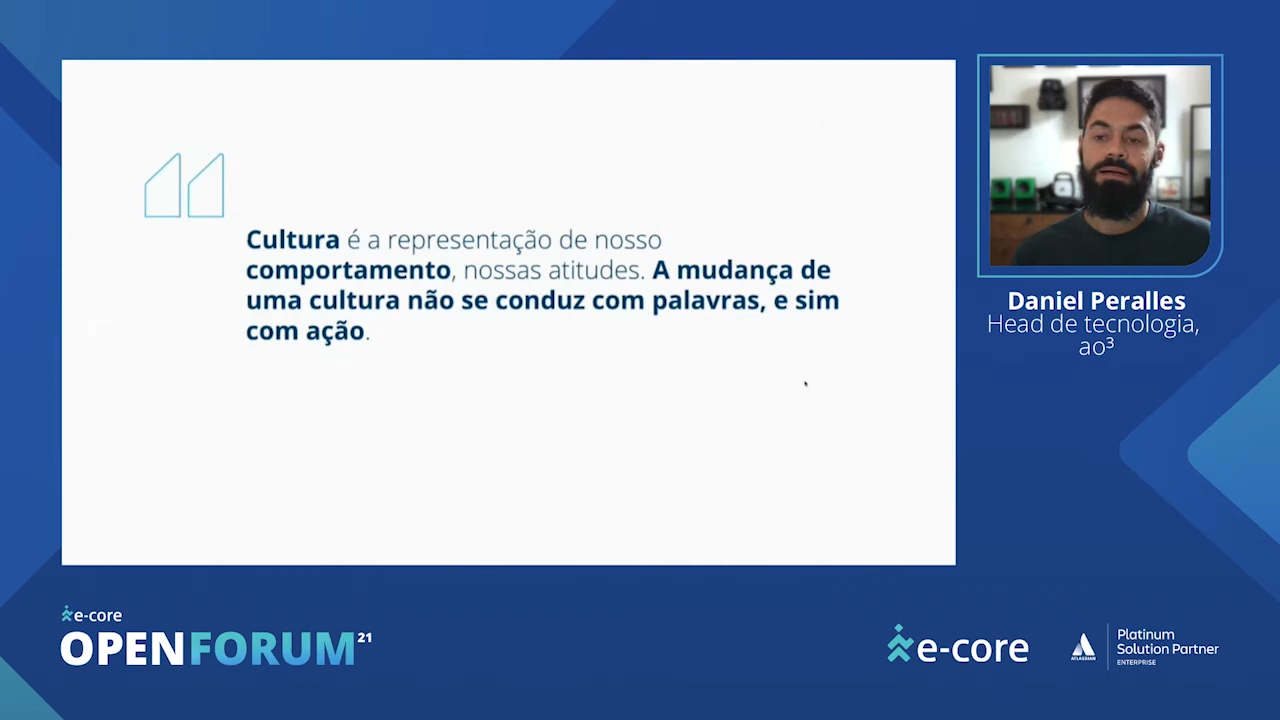 Cultura é a representação de nosso
comportamento, nossas atitudes. A mudança de
uma cultura não se conduz com palavras, e sim
com ação.
Daniel Peralles
Head de tecnologia,
ao³
e-core
OPENFORUM²¹
e-core
ATLASSIAN
Platinum
Solution Partner
ENTERPRISE